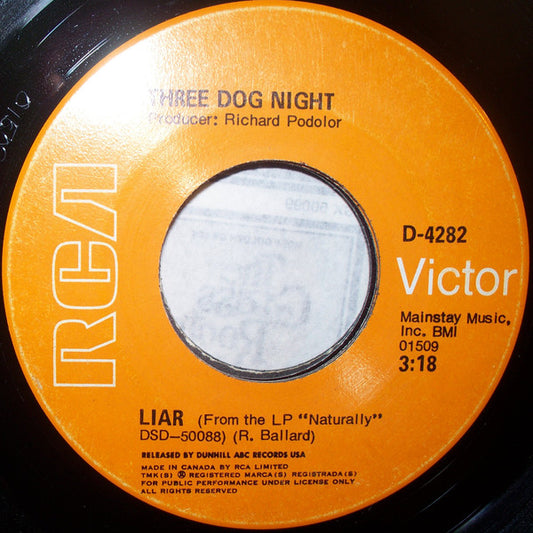 THREE DOG NIGHT
Producer: Richard Podolor
RCA
D-4282
Victor
Mainstay Music,
Inc. BMI
01509
3:18
LIAR (From the LP "Naturally"
DSD-50088) (R. Ballard)
RELEASED BY DUNHILL ABC RECORDS USA
MADE IN CANADA BY RCA LIMITED
TMK(S) ® REGISTERED MARCA(S) REGISTRADA(S)
FOR PUBLIC PERFORMANCE UNDER LICENSE ONLY
ALL RIGHTS RESERVED